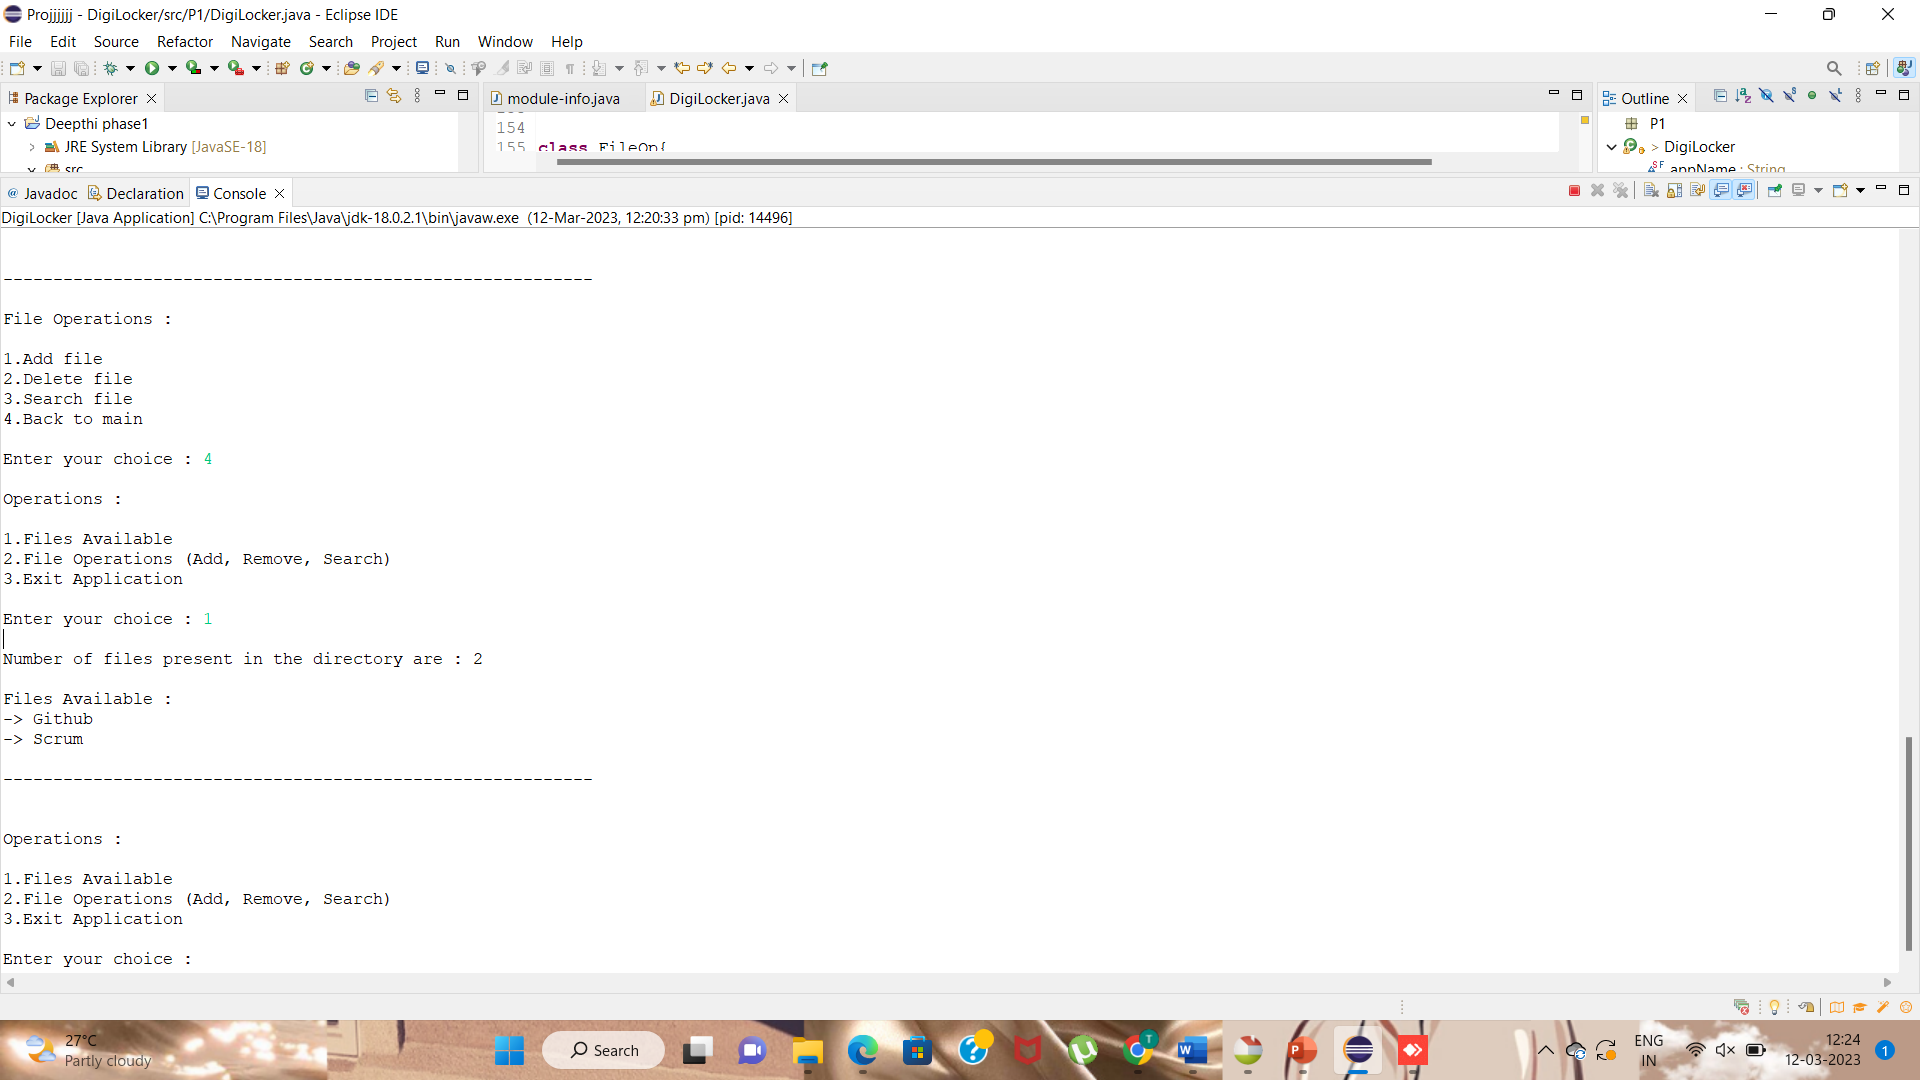 Projjjjjj - DigiLocker/src/P1/DigiLocker.java - Eclipse IDE
File Edit Source Refactor Navigate Search Project Run Window Help
Package Explorer
module-info.java
DigiLocker.java
Outline
Deepthi phase1
JRE System Library [JavaSE-18]
src
154
155 class FileOp{
P1
DigiLocker
appName : String
@ Javadoc Declaration Console
DigiLocker [Java Application] C:\Program Files\Java\jdk-18.0.2.1\bin\javaw.exe (12-Mar-2023, 12:20:33 pm) [pid: 14496]
-----------------------------------------------------------
File Operations :
1.Add file
2.Delete file
3.Search file
4.Back to main
Enter your choice : 4
Operations :
1.Files Available
2.File Operations (Add, Remove, Search)
3.Exit Application
Enter your choice : 1
Number of files present in the directory are : 2
Files Available :
-> Github
-> Scrum
-----------------------------------------------------------
Operations :
1.Files Available
2.File Operations (Add, Remove, Search)
3.Exit Application
Enter your choice :
27°C
Partly cloudy
Search
ENG
IN
12:24
12-03-2023
1